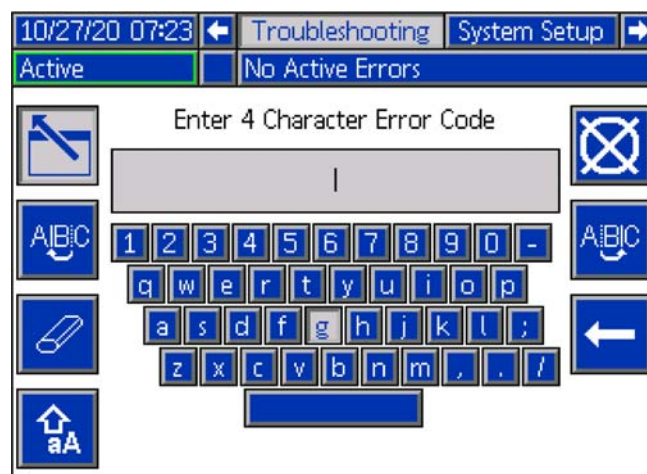 10/27/20 07:23 Troubleshooting System Setup
Active No Active Errors
Enter 4 Character Error Code
ABC ABC
1 2 3 4 5 6 7 8 9 0 -
q w e r t y u i o p
a s d f g h j k l ;
z x c v b n m , . /
aA